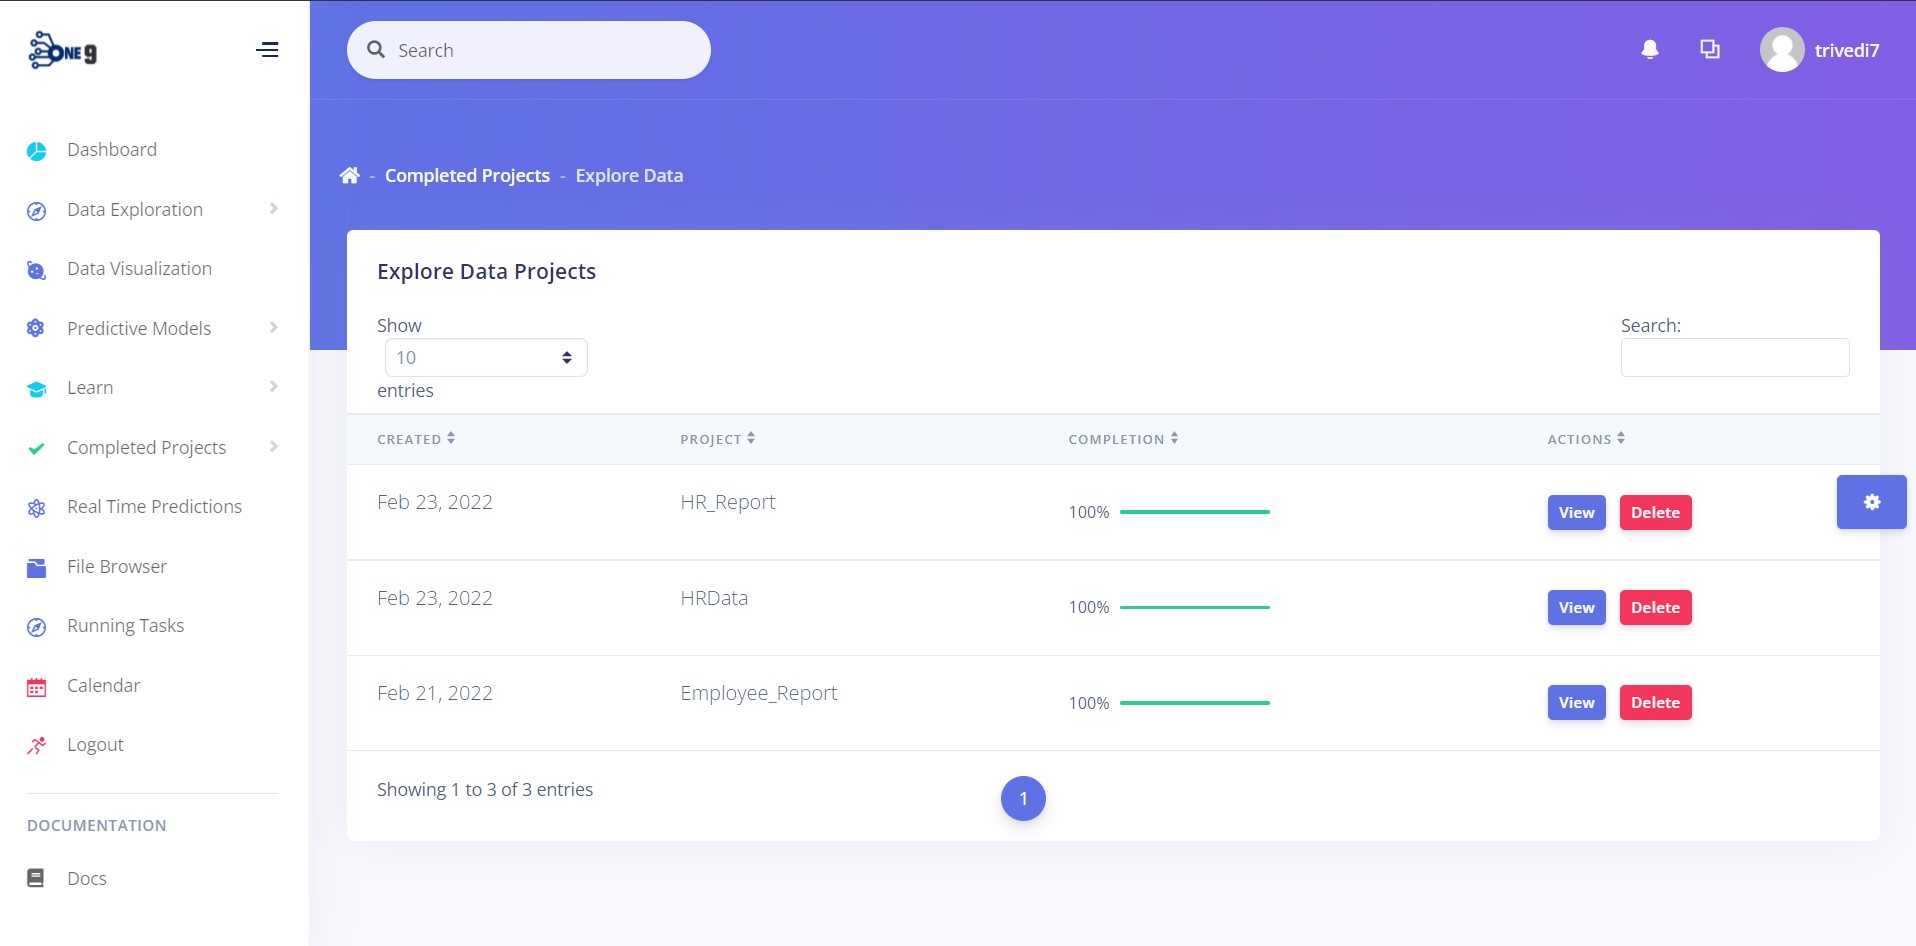 ONE 9
Search
trivedi7
Dashboard
Data Exploration
Data Visualization
Predictive Models
Learn
Completed Projects
Real Time Predictions
File Browser
Running Tasks
Calendar
Logout
DOCUMENTATION
Docs
- Completed Projects - Explore Data
Explore Data Projects
Show
10
entries
Search:
CREATED PROJECT COMPLETION ACTIONS
Feb 23, 2022 HR_Report 100% View Delete
Feb 23, 2022 HRData 100% View Delete
Feb 21, 2022 Employee_Report 100% View Delete
Showing 1 to 3 of 3 entries 1